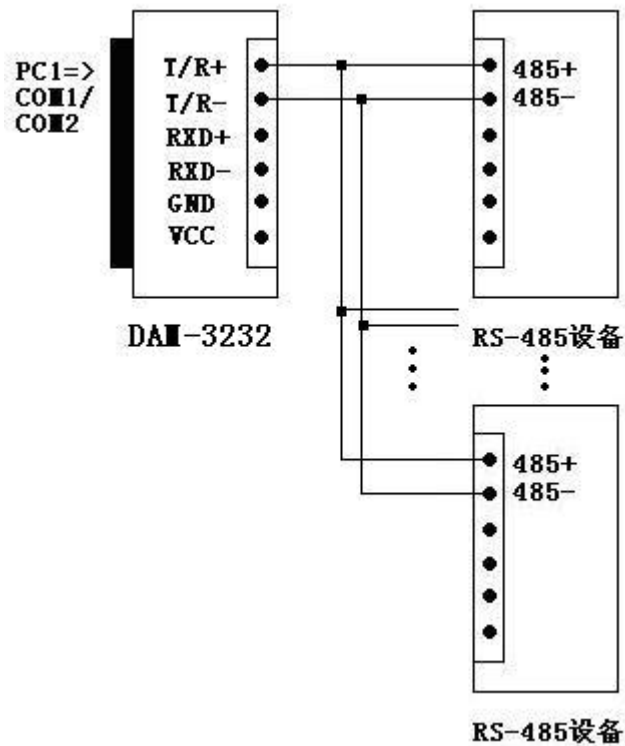 PC1=>
COM1/
COM2
T/R+
T/R-
RXD+
RXD-
GND
VCC
DAM-3232
485+
485-
RS-485设备
485+
485-
RS-485设备